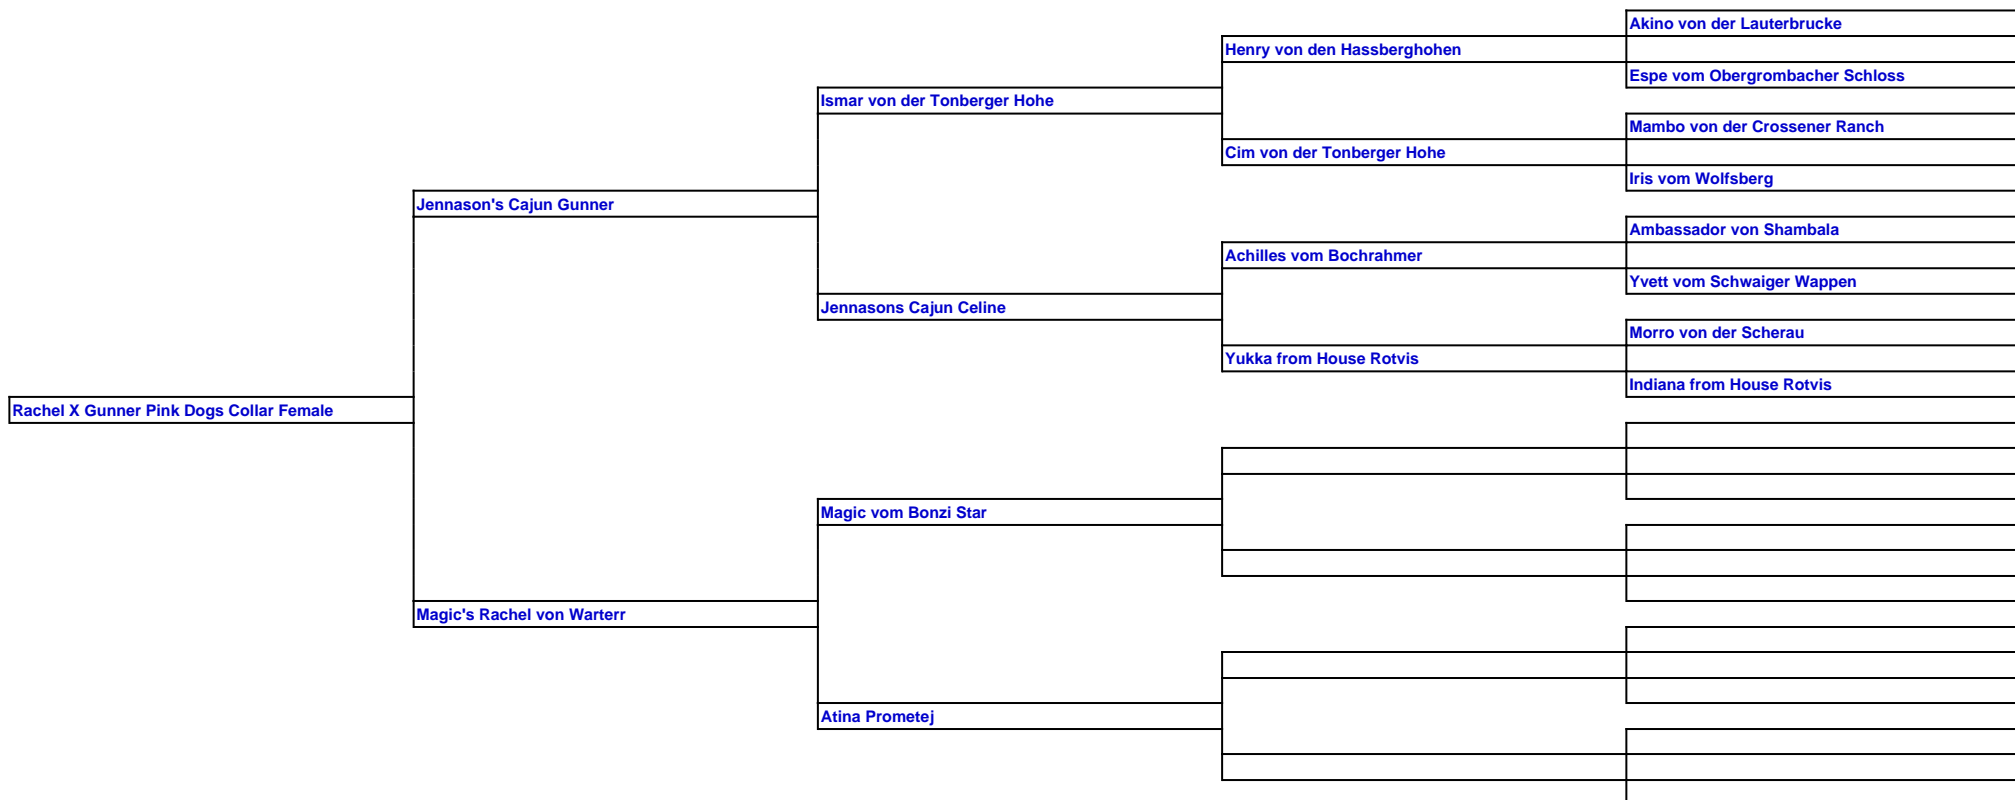 Akino von der Lauterbrucke
Henry von den Hassberghohen
Espe vom Obergrombacher Schloss
Ismar von der Tonberger Hohe
Mambo von der Crossener Ranch
Cim von der Tonberger Hohe
Iris vom Wolfsberg
Jennason's Cajun Gunner
Ambassador von Shambala
Achilles vom Bochrahmer
Yvett vom Schwaiger Wappen
Jennasons Cajun Celine
Morro von der Scherau
Yukka from House Rotvis
Indiana from House Rotvis
Rachel X Gunner Pink Dogs Collar Female
Magic vom Bonzi Star
Magic's Rachel von Warterr
Atina Prometej